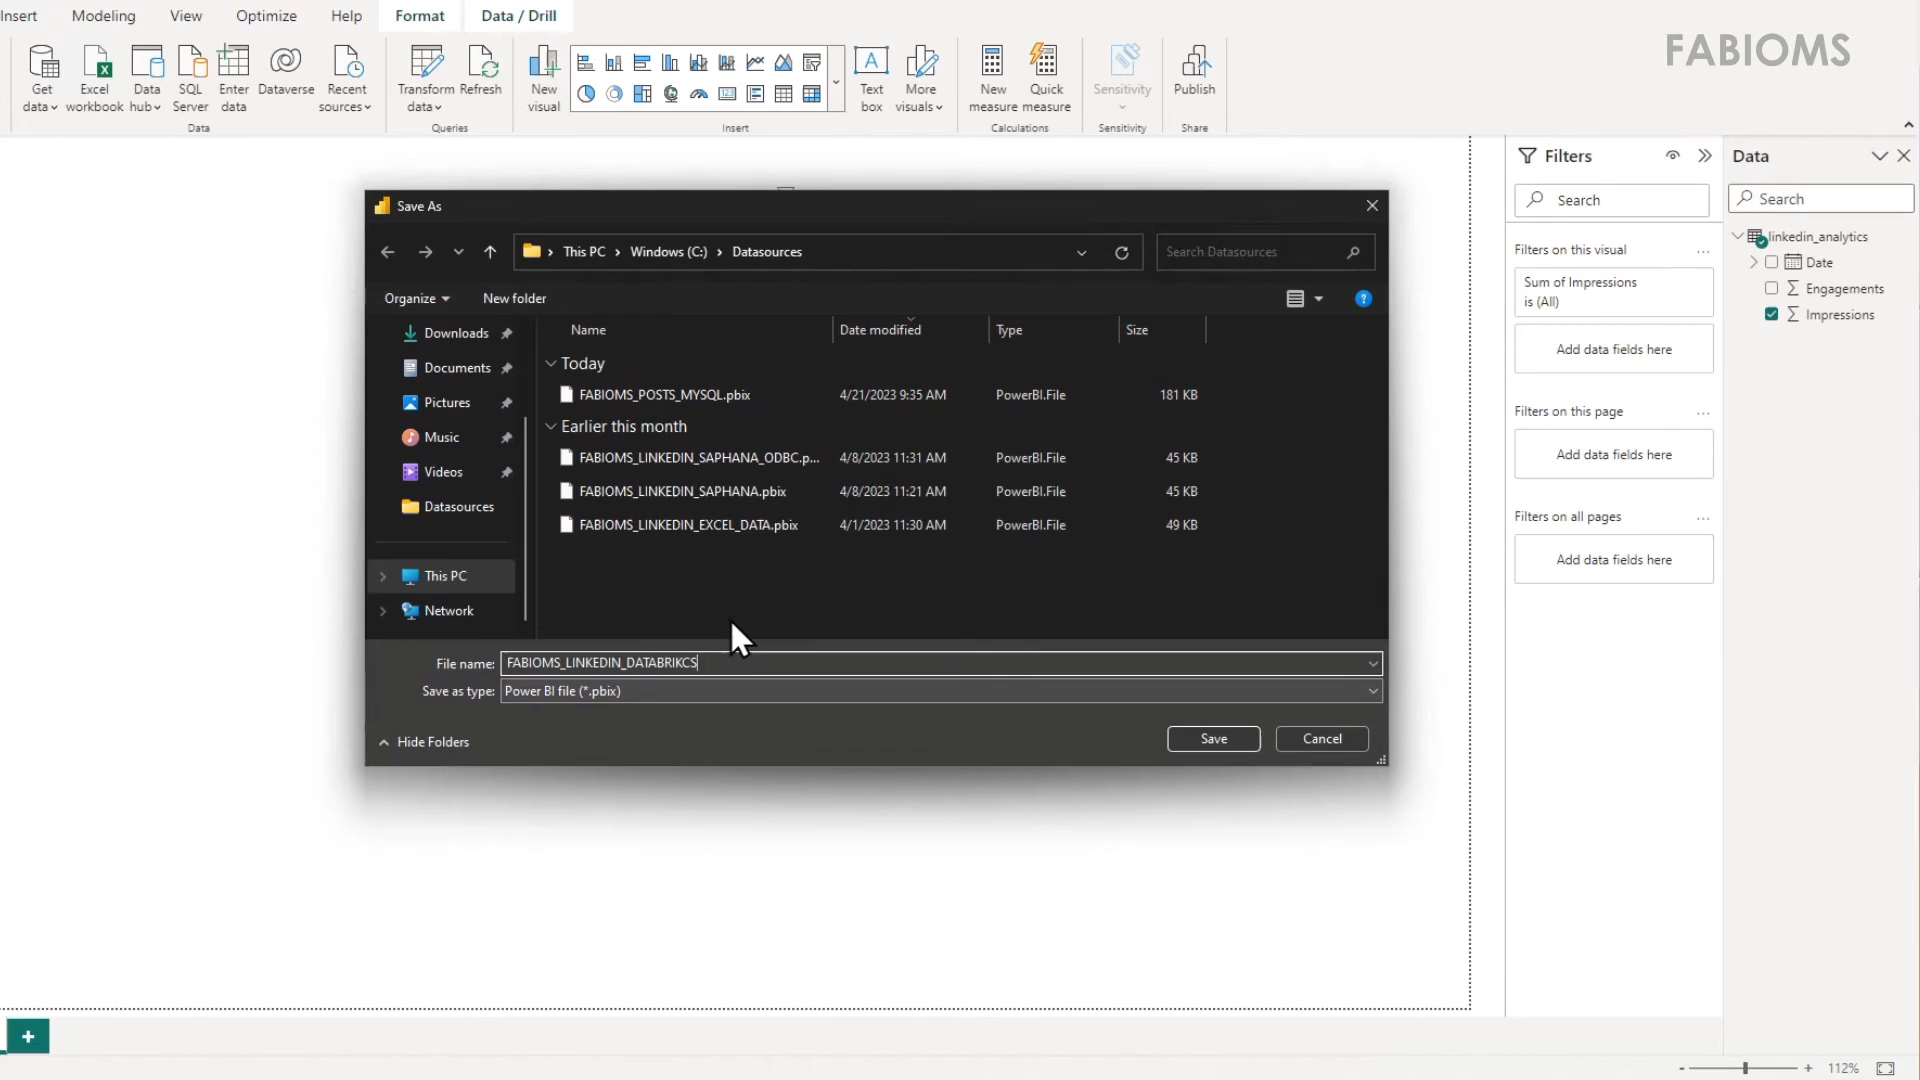 Insert
Modeling
View
Optimize
Help
Format
Data / Drill
FABIOMS
Get data
Excel workbook
Data hub
SQL Server
Enter data
Dataverse
Recent sources
Transform data
Refresh
New visual
Text box
More visuals
New measure
Quick measure
Sensitivity
Publish
Data
Queries
Insert
Calculations
Sensitivity
Share
Save As
This PC > Windows (C:) > Datasources
Search Datasources
Organize
New folder
Downloads
Documents
Pictures
Music
Videos
Datasources
This PC
Network
Name Date modified Type Size
Today
FABIOMS_POSTS_MYSQL.pbix 4/21/2023 9:35 AM PowerBI.File 181 KB
Earlier this month
FABIOMS_LINKEDIN_SAPHANA_ODBC.p... 4/8/2023 11:31 AM PowerBI.File 45 KB
FABIOMS_LINKEDIN_SAPHANA.pbix 4/8/2023 11:21 AM PowerBI.File 45 KB
FABIOMS_LINKEDIN_EXCEL_DATA.pbix 4/1/2023 11:30 AM PowerBI.File 49 KB
File name: FABIOMS_LINKEDIN_DATABRIKCS
Save as type: Power BI file (*.pbix)
Hide Folders
Save
Cancel
Filters
Search
Filters on this visual ...
Sum of Impressions
is (All)
Add data fields here
Filters on this page ...
Add data fields here
Filters on all pages ...
Add data fields here
Data
Search
linkedin_analytics
Date
Σ Engagements
Σ Impressions
+
- + 112%